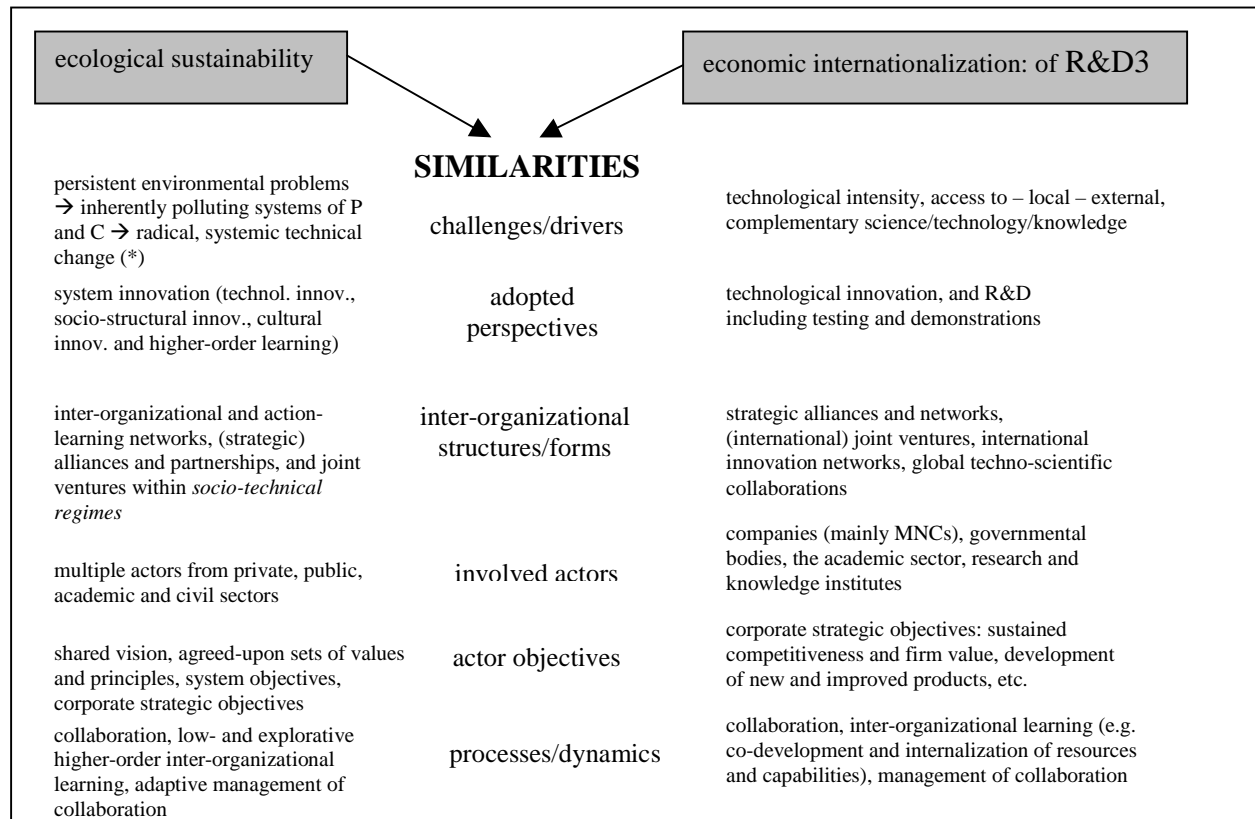 ecological sustainability
economic internationalization: of R&D3
SIMILARITIES
persistent environmental problems
→ inherently polluting systems of P
and C → radical, systemic technical
change (*)
challenges/drivers
technological intensity, access to – local – external,
complementary science/technology/knowledge
system innovation (technol. innov.,
socio-structural innov., cultural
innov. and higher-order learning)
adopted
perspectives
technological innovation, and R&D
including testing and demonstrations
inter-organizational and action-
learning networks, (strategic)
alliances and partnerships, and joint
ventures within socio-technical
regimes
inter-organizational
structures/forms
strategic alliances and networks,
(international) joint ventures, international
innovation networks, global techno-scientific
collaborations
multiple actors from private, public,
academic and civil sectors
involved actors
companies (mainly MNCs), governmental
bodies, the academic sector, research and
knowledge institutes
shared vision, agreed-upon sets of values
and principles, system objectives,
corporate strategic objectives
actor objectives
corporate strategic objectives: sustained
competitiveness and firm value, development
of new and improved products, etc.
collaboration, low- and explorative
higher-order inter-organizational
learning, adaptive management of
collaboration
processes/dynamics
collaboration, inter-organizational learning (e.g.
co-development and internalization of resources
and capabilities), management of collaboration